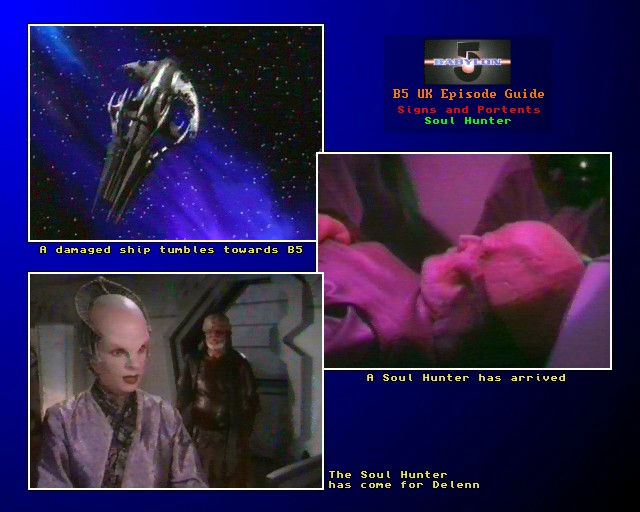 BABYLON
5
B5 UK Episode Guide
Signs and Portents
Soul Hunter
A damaged ship tumbles towards B5
A Soul Hunter has arrived
The Soul Hunter
has come for Delenn